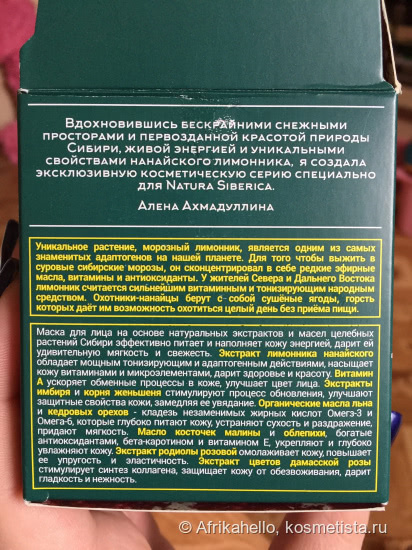 Вдохновившись бескрайними снежными
просторами и первозданной красотой природы
Сибири, живой энергией и уникальными
свойствами нанайского лимонника, я создала
эксклюзивную косметическую серию специально
для Natura Siberica.
Алена Ахмадуллина
Уникальное растение, морозный лимонник, является одним из самых
знаменитых адаптогенов на нашей планете. Для того чтобы выжить в
суровые сибирские морозы, он сконцентрировал в себе редкие эфирные
масла, витамины и антиоксиданты. У жителей Севера и Дальнего Востока
лимонник считается сильнейшим витаминным и тонизирующим народным
средством. Охотники-нанайцы берут с собой сушёные ягоды, горсть
которых даёт им возможность охотиться целый день без приёма пищи.
Маска для лица на основе натуральных экстрактов и масел целебных
растений Сибири эффективно питает и наполняет кожу энергией, дарит ей
удивительную мягкость и свежесть. Экстракт лимонника нанайского
обладает мощным тонизирующим и адаптогенным действиями, насыщает
кожу витаминами и микроэлементами, дарит здоровье и красоту. Витамин
А ускоряет обменные процессы в коже, улучшает цвет лица. Экстракты
имбиря и корня женьшеня стимулируют процесс обновления, улучшают
защитные свойства кожи, замедляя ее увядание. Органические масла льна
и кедровых орехов - кладезь незаменимых жирных кислот Омега-3 и
Омега-6, которые глубоко питают кожу, устраняют сухость и раздражение,
придают мягкость. Масло косточек малины и облепихи, богатые
антиоксидантами, бета-каротином и витамином Е, укрепляют и глубоко
увлажняют кожу. Экстракт родиолы розовой омолаживает кожу, повышает
ее упругость и эластичность. Экстракт цветов дамасской розы
стимулирует синтез коллагена, защищает кожу от обезвоживания, дарит
гладкость и нежность.
© Afrikahello, kosmetista.ru